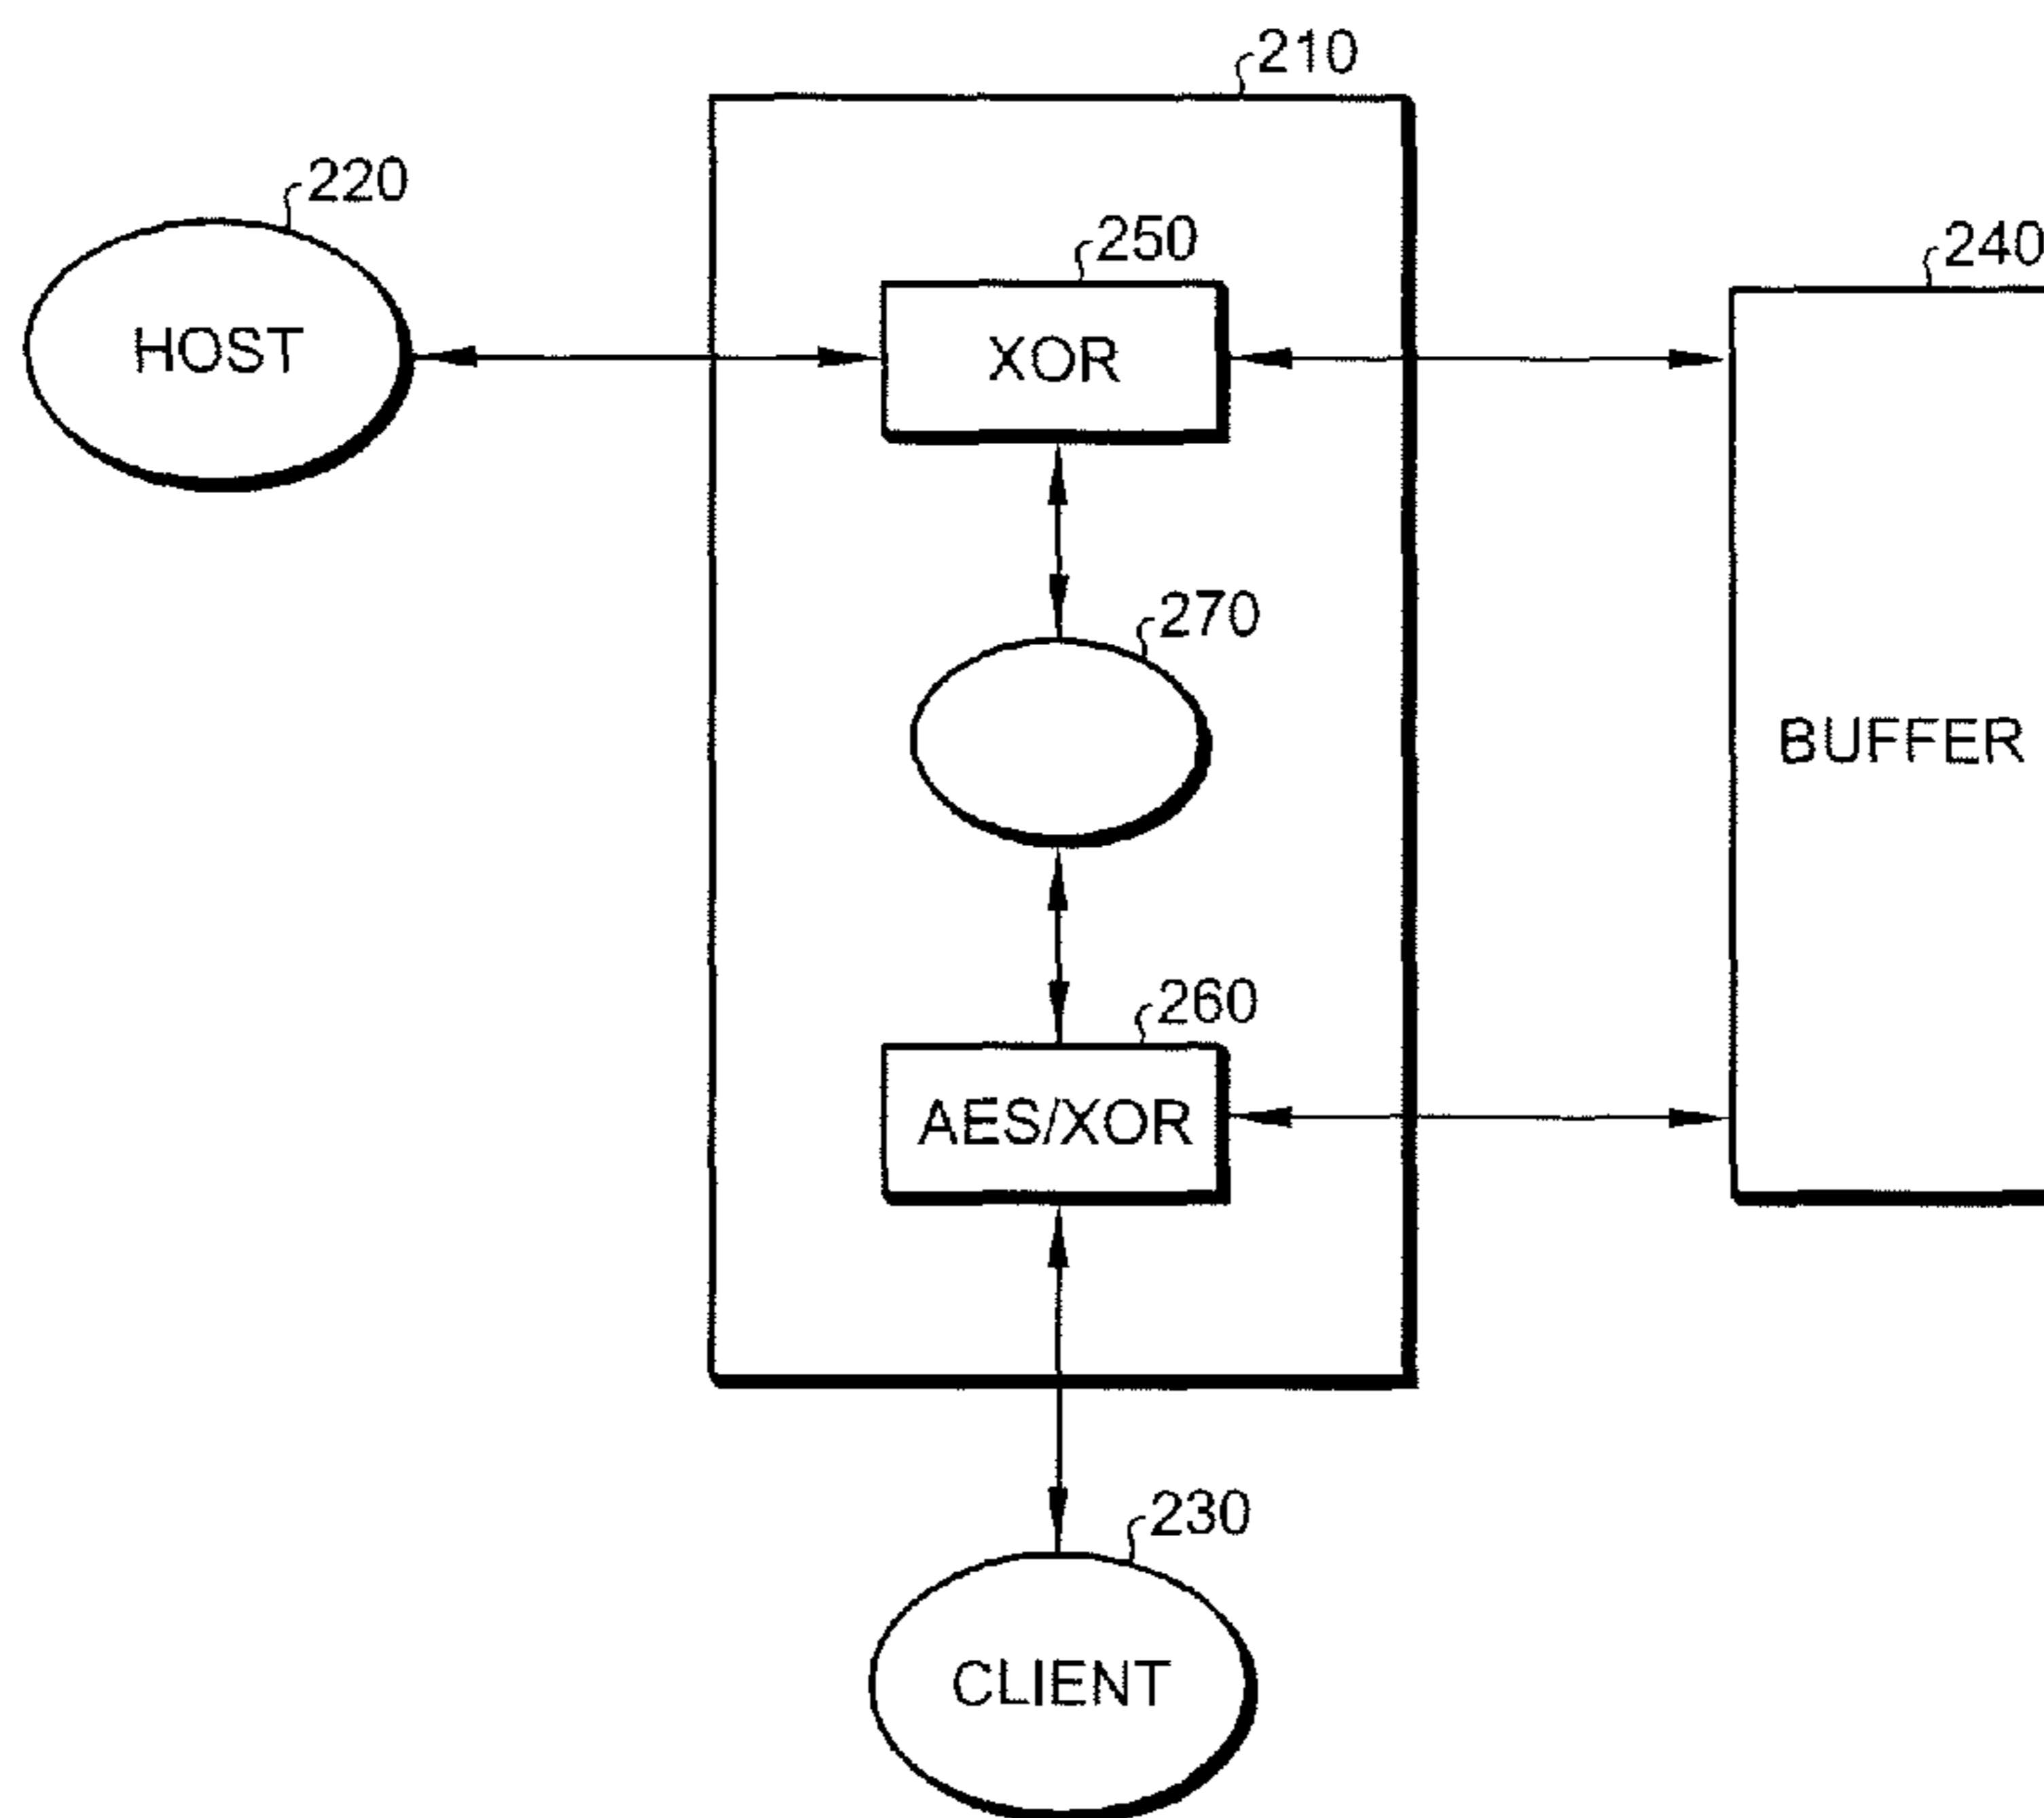 210
220
250
240
HOST
XOR
270
BUFFER
260
AES/XOR
230
CLIENT